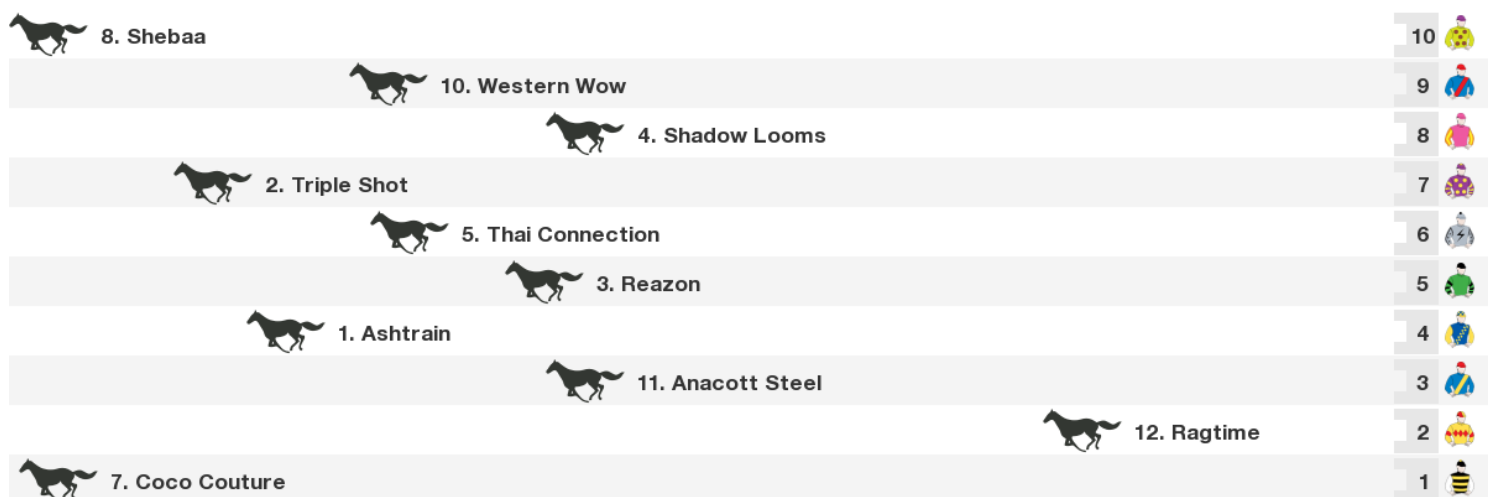 8. Shebaa 10
10. Western Wow 9
4. Shadow Looms 8
2. Triple Shot 7
5. Thai Connection 6
3. Reazon 5
1. Ashtrain 4
11. Anacott Steel 3
12. Ragtime 2
7. Coco Couture 1